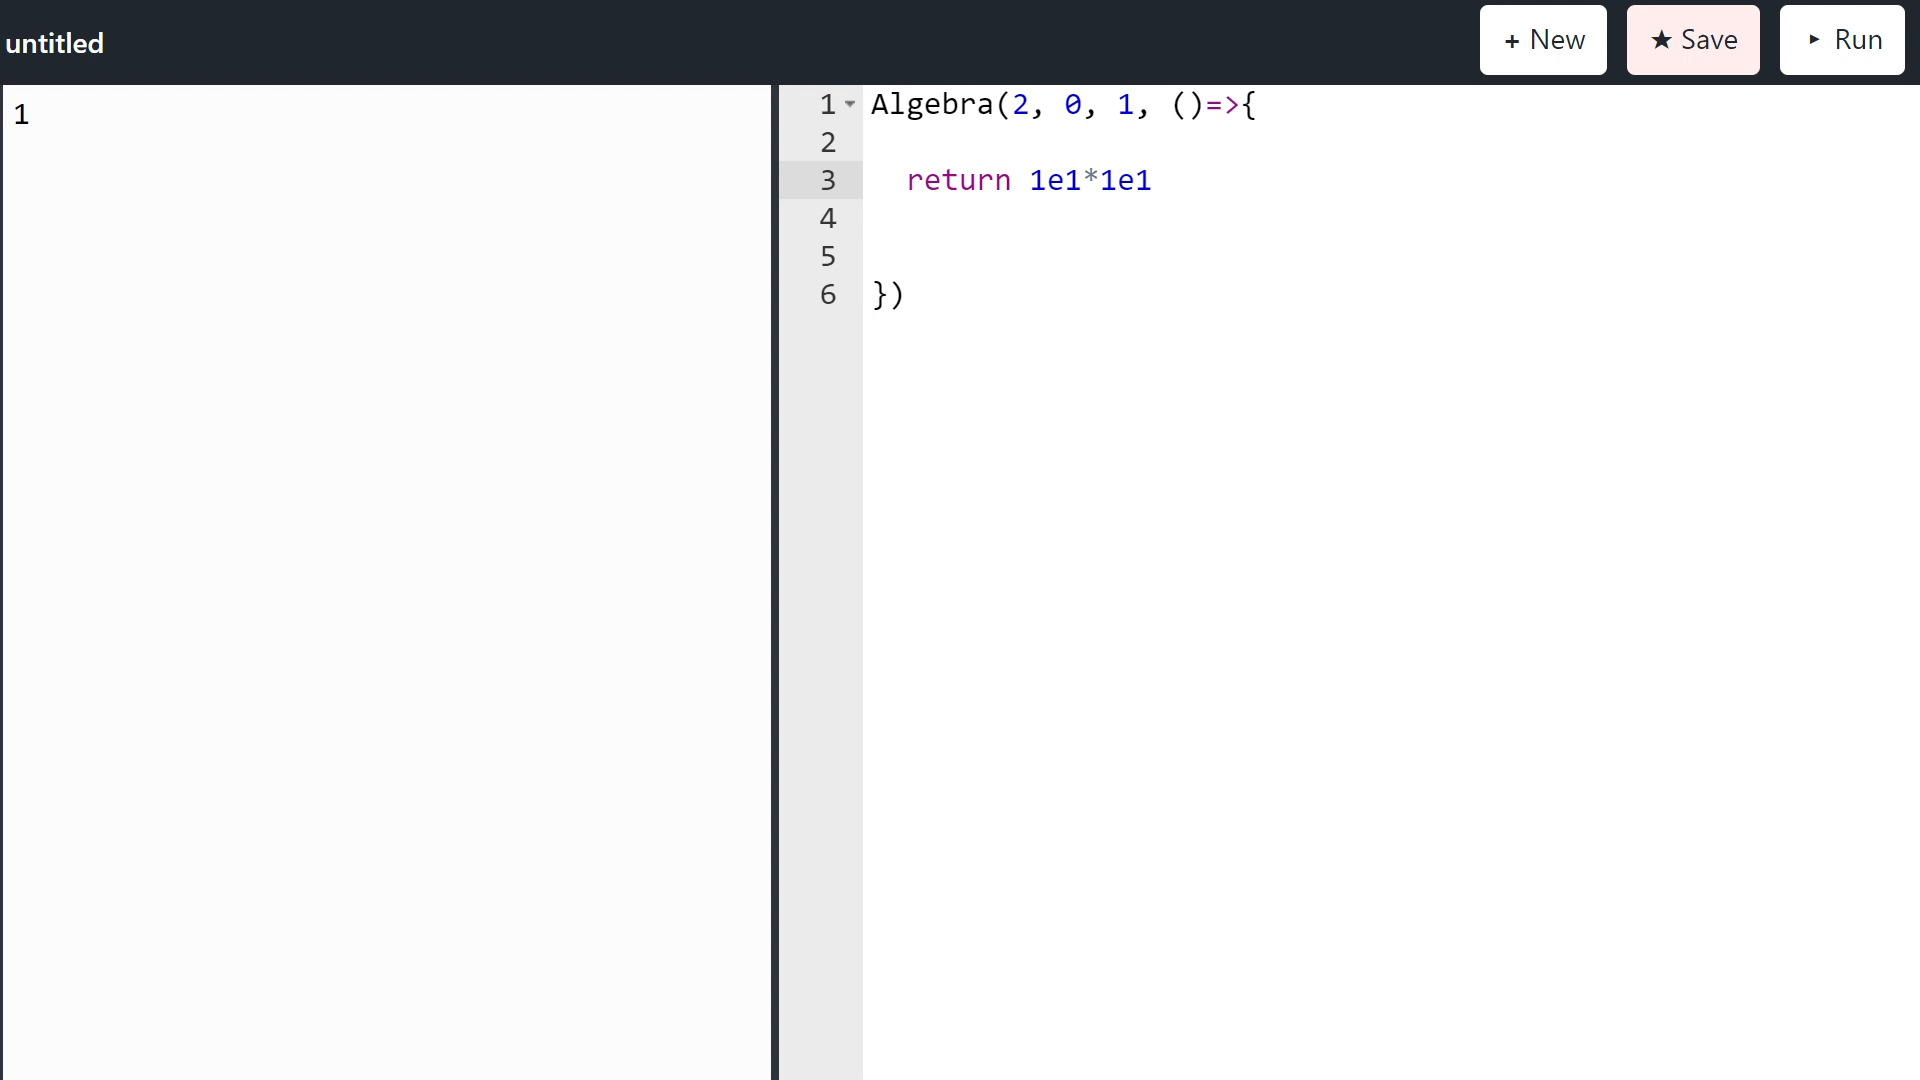 untitled
+ New
★ Save
▸ Run
1
1 Algebra(2, 0, 1, ()=>{
2
3 return 1e1*1e1
4
5
6 })